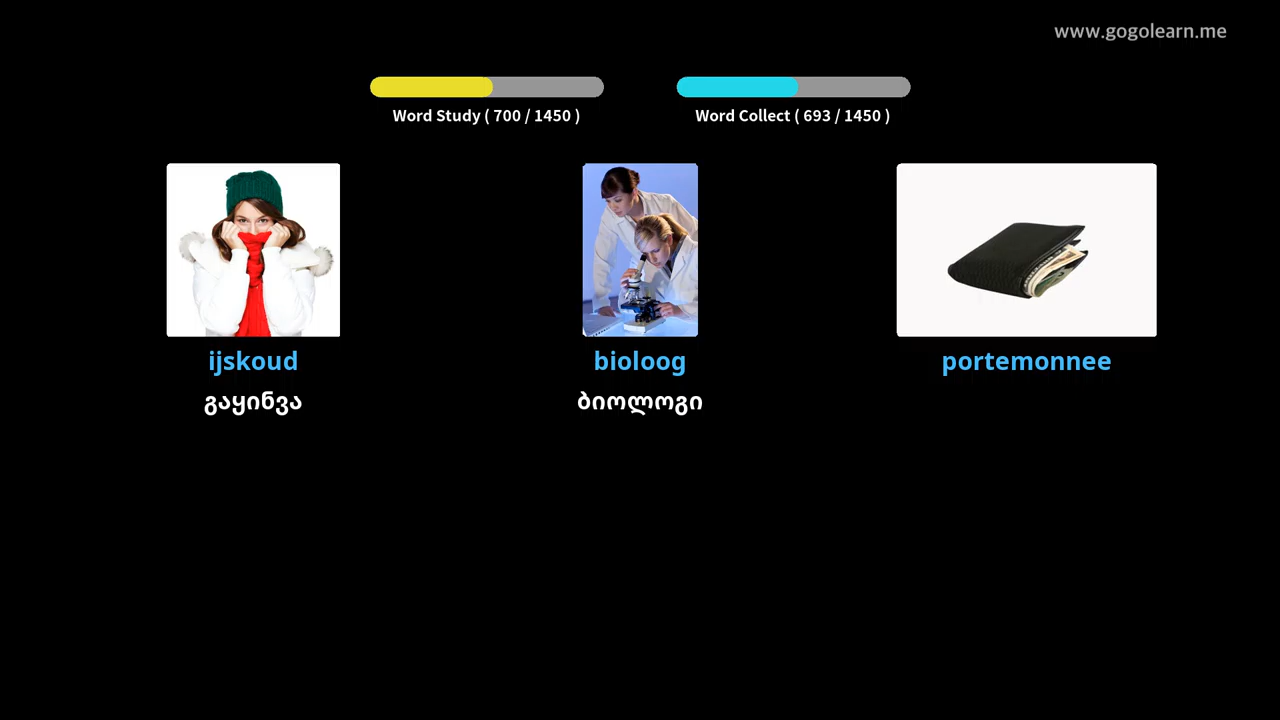 www.gogolearn.me
Word Study ( 700 / 1450 )
Word Collect ( 693 / 1450 )
ijskoud
bioloog
portemonnee
გაყინვა
ბიოლოგი